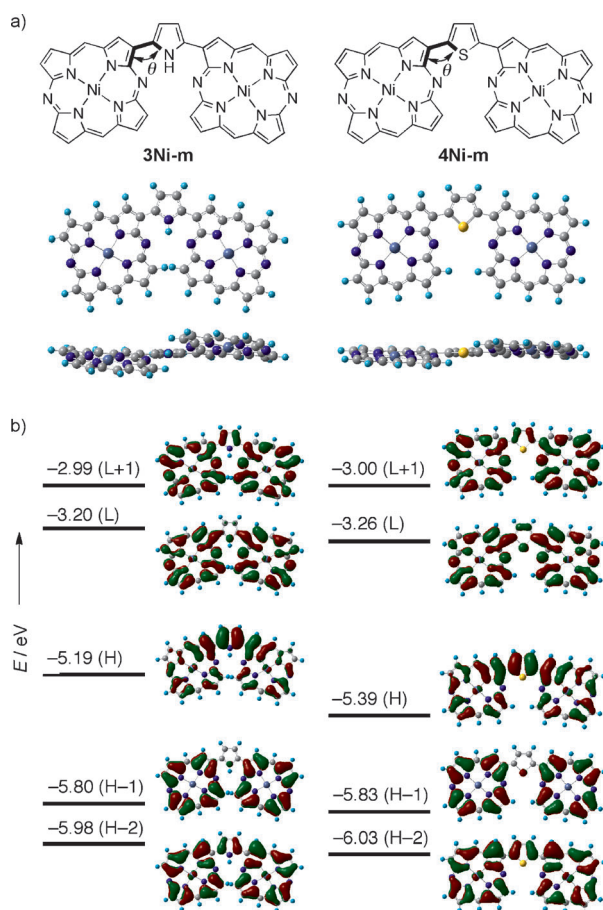 a)
θ
N
H
N
N
N
N
Ni
N
N
N
N
N
Ni
N
N
3Ni-m
θ
S
N
N
N
N
Ni
N
N
N
N
N
Ni
N
N
4Ni-m
b)
E / eV
−2.99 (L+1)
−3.20 (L)
−5.19 (H)
−5.80 (H−1)
−5.98 (H−2)
−3.00 (L+1)
−3.26 (L)
−5.39 (H)
−5.83 (H−1)
−6.03 (H−2)